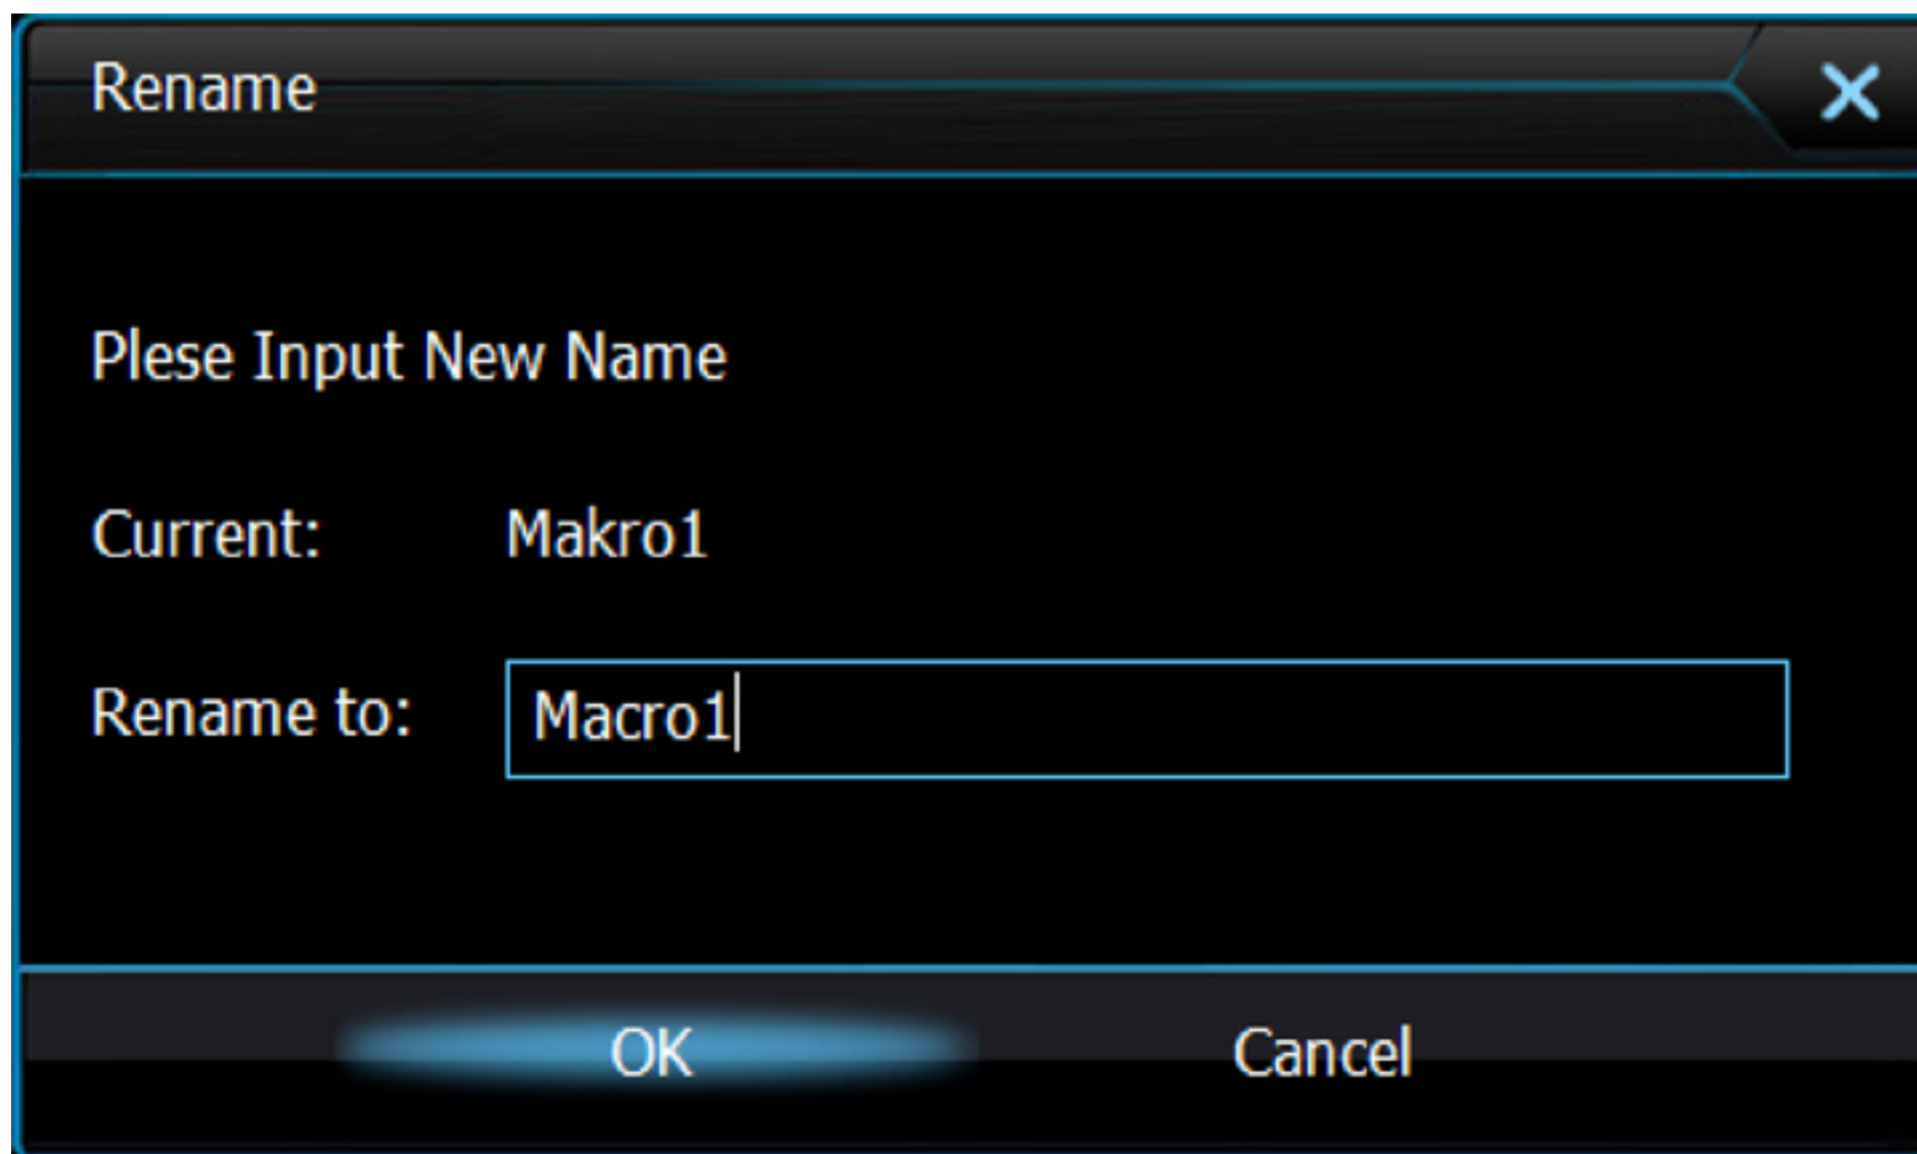 Rename
Plese Input New Name
Current: Makro1
Rename to: Macro1
OK Cancel